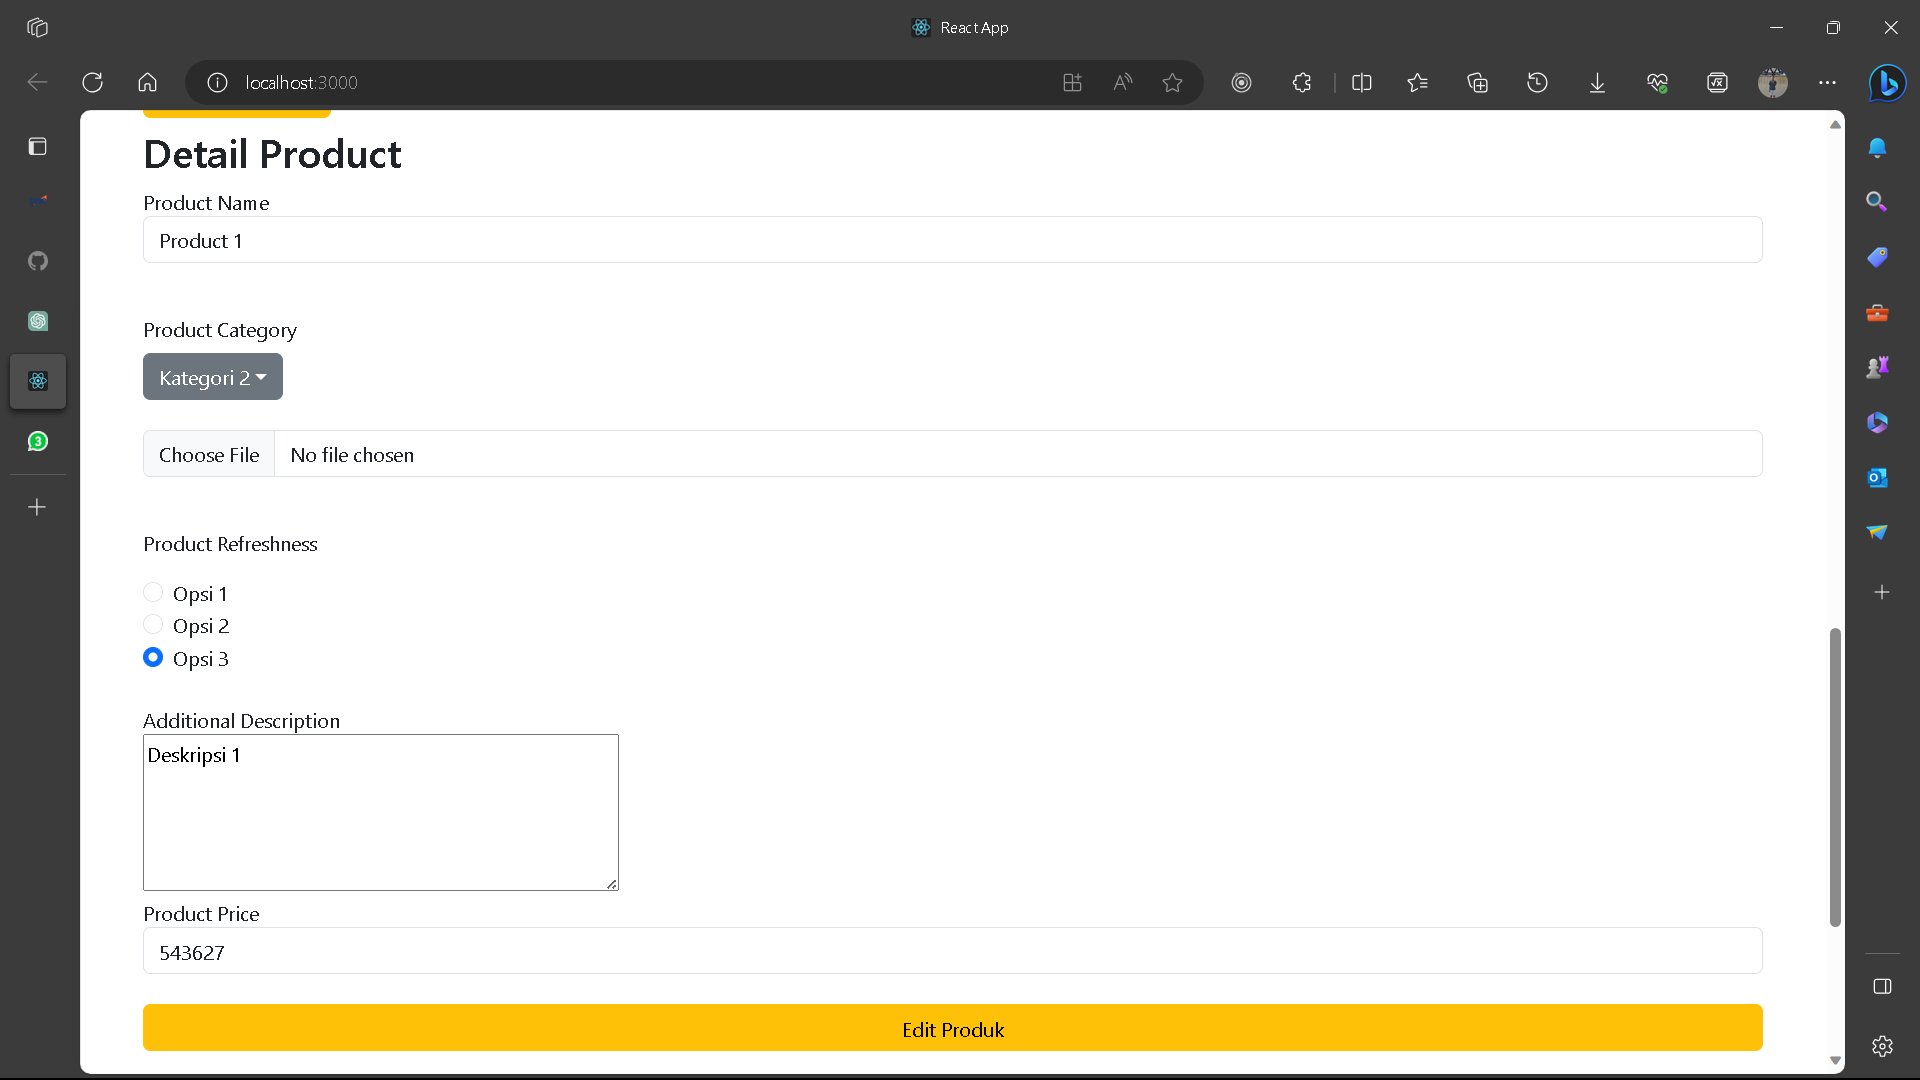 React App
localhost:3000
Detail Product
Product Name
Product 1
Product Category
Kategori 2
Choose File No file chosen
Product Refreshness
Opsi 1
Opsi 2
Opsi 3
3
Additional Description
Deskripsi 1
Product Price
543627
Edit Produk